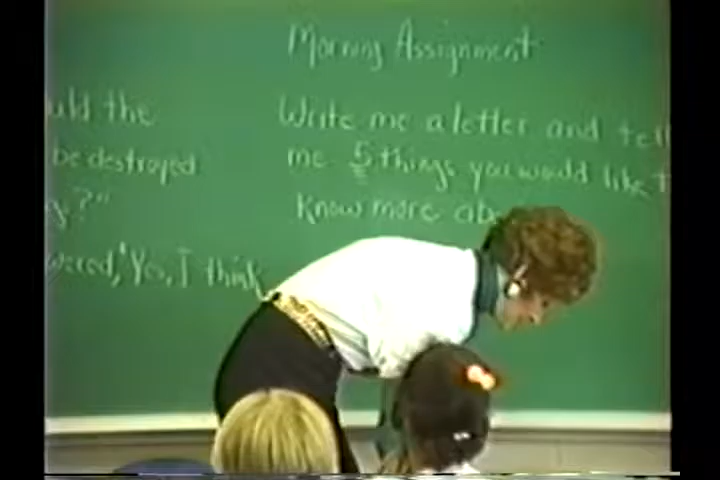 Morning Assignment
uld the
be destroyed
g?"
wered, "Yes, I think
Write me a letter and tell
me 5 things you would like t
know more ab